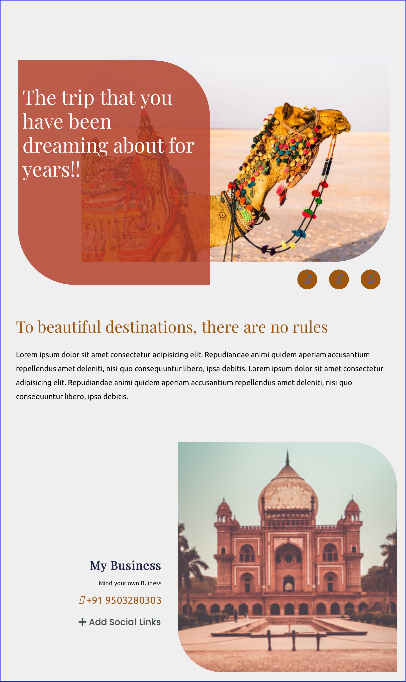 The trip that you
have been
dreaming about for
years!!
To beautiful destinations, there are no rules
Lorem ipsum dolor sit amet consectetur adipisicing elit. Repudiandae animi quidem aperiam accusantium
repellendus amet deleniti, nisi quo consequuntur libero, ipsa debitis. Lorem ipsum dolor sit amet consectetur
adipisicing elit. Repudiandae animi quidem aperiam accusantium repellendus amet deleniti, nisi quo
consequuntur libero, ipsa debitis.
My Business
Mind your own Buiness
+91 9503280303
+ Add Social Links